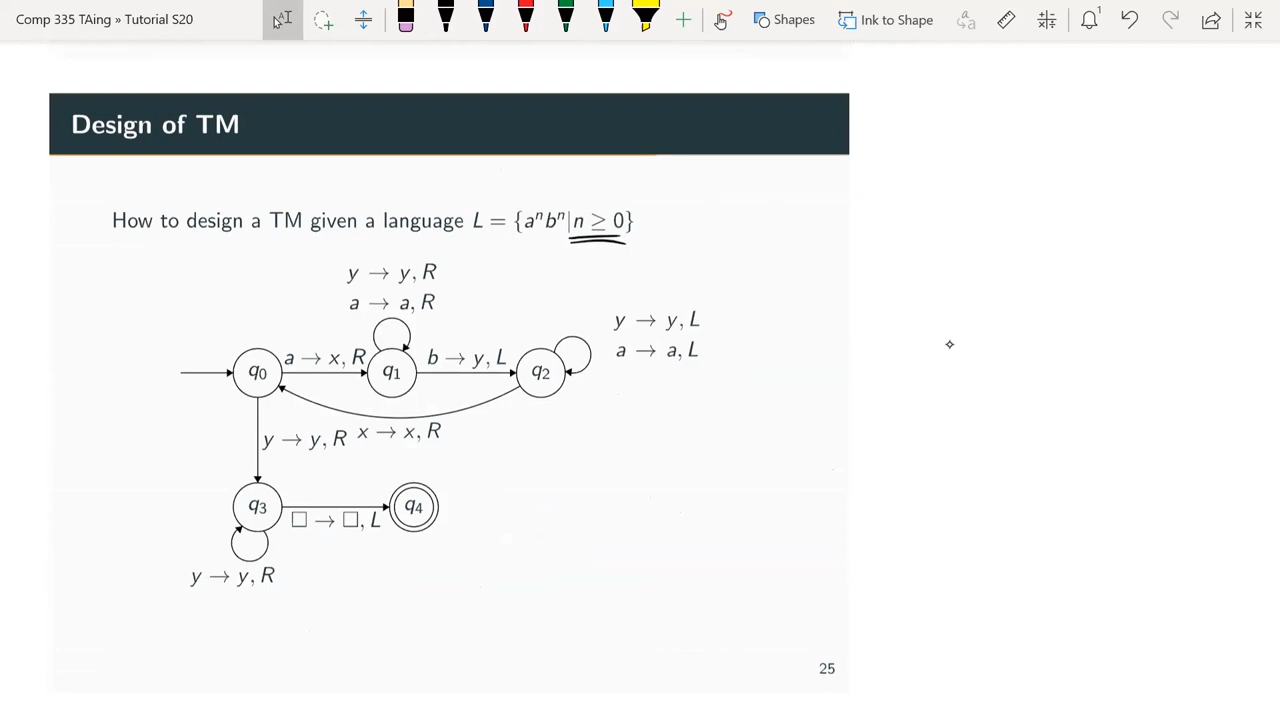 Comp 335 TAing » Tutorial S20
Shapes
Ink to Shape
1
Design of TM
How to design a TM given a language L = {aⁿbⁿ|n ≥ 0}
y → y, R
a → a, R
y → y, L
a → a, L
q₀
a → x, R
q₁
b → y, L
q₂
y → y, R
x → x, R
q₃
□ → □, L
q₄
y → y, R
25